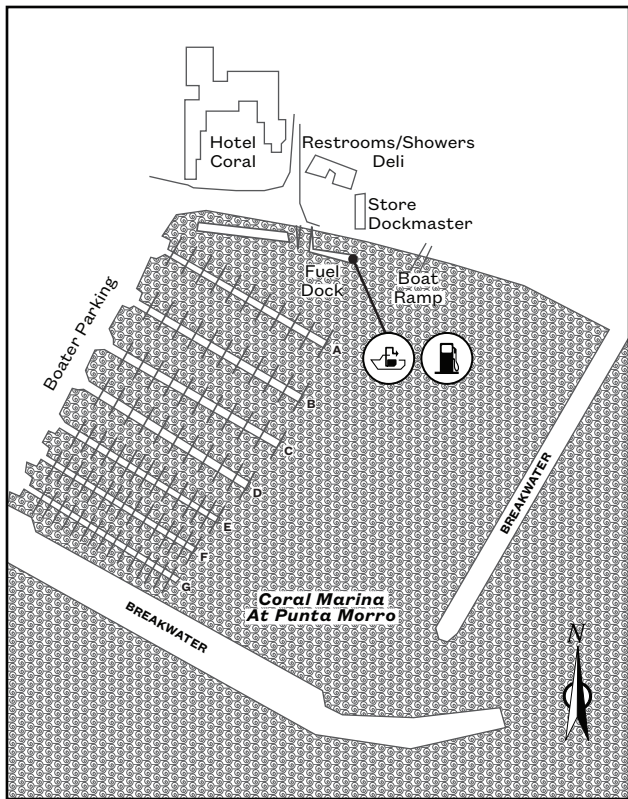 Hotel
Coral
Restrooms/Showers
Deli
Store
Dockmaster
Fuel
Dock
Boat
Ramp
Boater Parking
A
B
C
D
E
F
G
BREAKWATER
BREAKWATER
Coral Marina
At Punta Morro
N